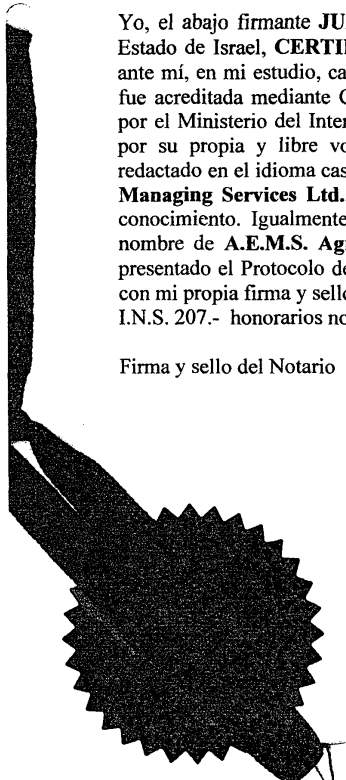 Yo, el abajo firmante JU
Estado de Israel, CERTI
ante mí, en mi estudio, ca
fue acreditada mediante
por el Ministerio del Inter
por su propia y libre vo
redactado en el idioma cas
Managing Services Ltd.
conocimiento. Igualmente
nombre de A.E.M.S. Ag
presentado el Protocolo de
con mi propia firma y sello
I.N.S. 207.- honorarios no
Firma y sello del Notario